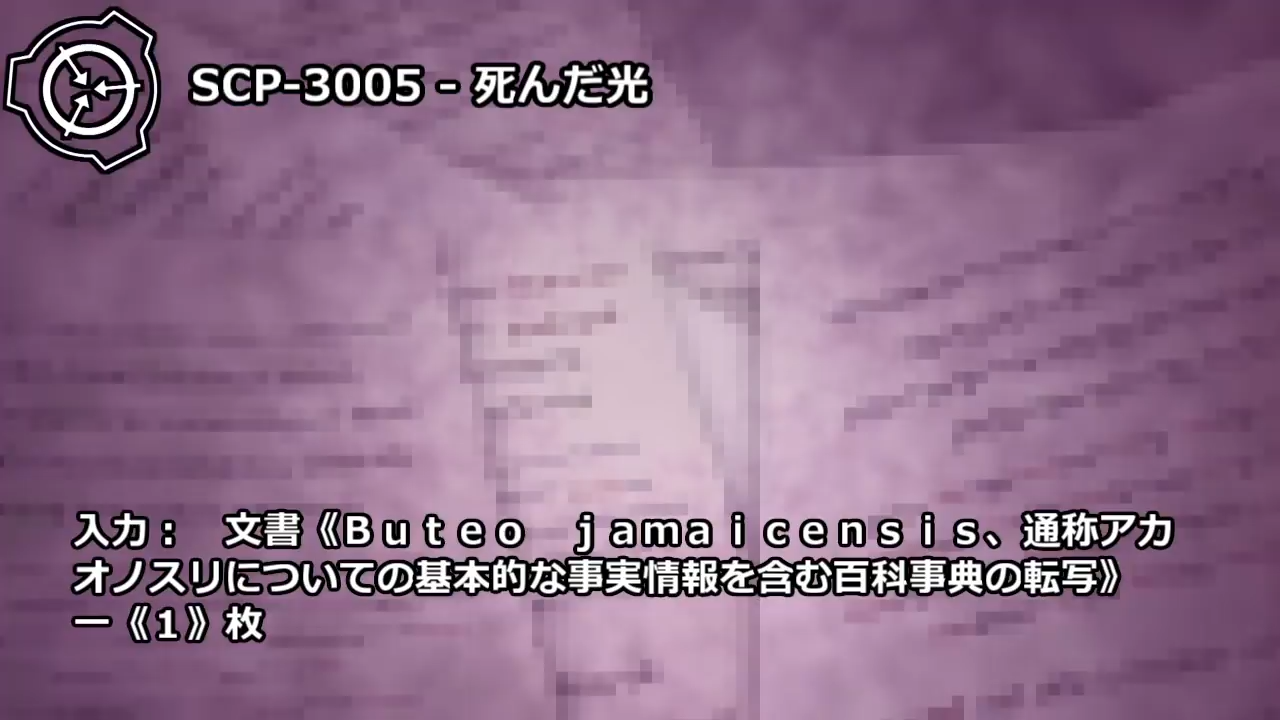 SCP-3005 - 死んだ光
入力：　文書《Ｂｕｔｅｏ　ｊａｍａｉｃｅｎｓｉｓ、通称アカ
オノスリについての基本的な事実情報を含む百科事典の転写》
一《1》枚